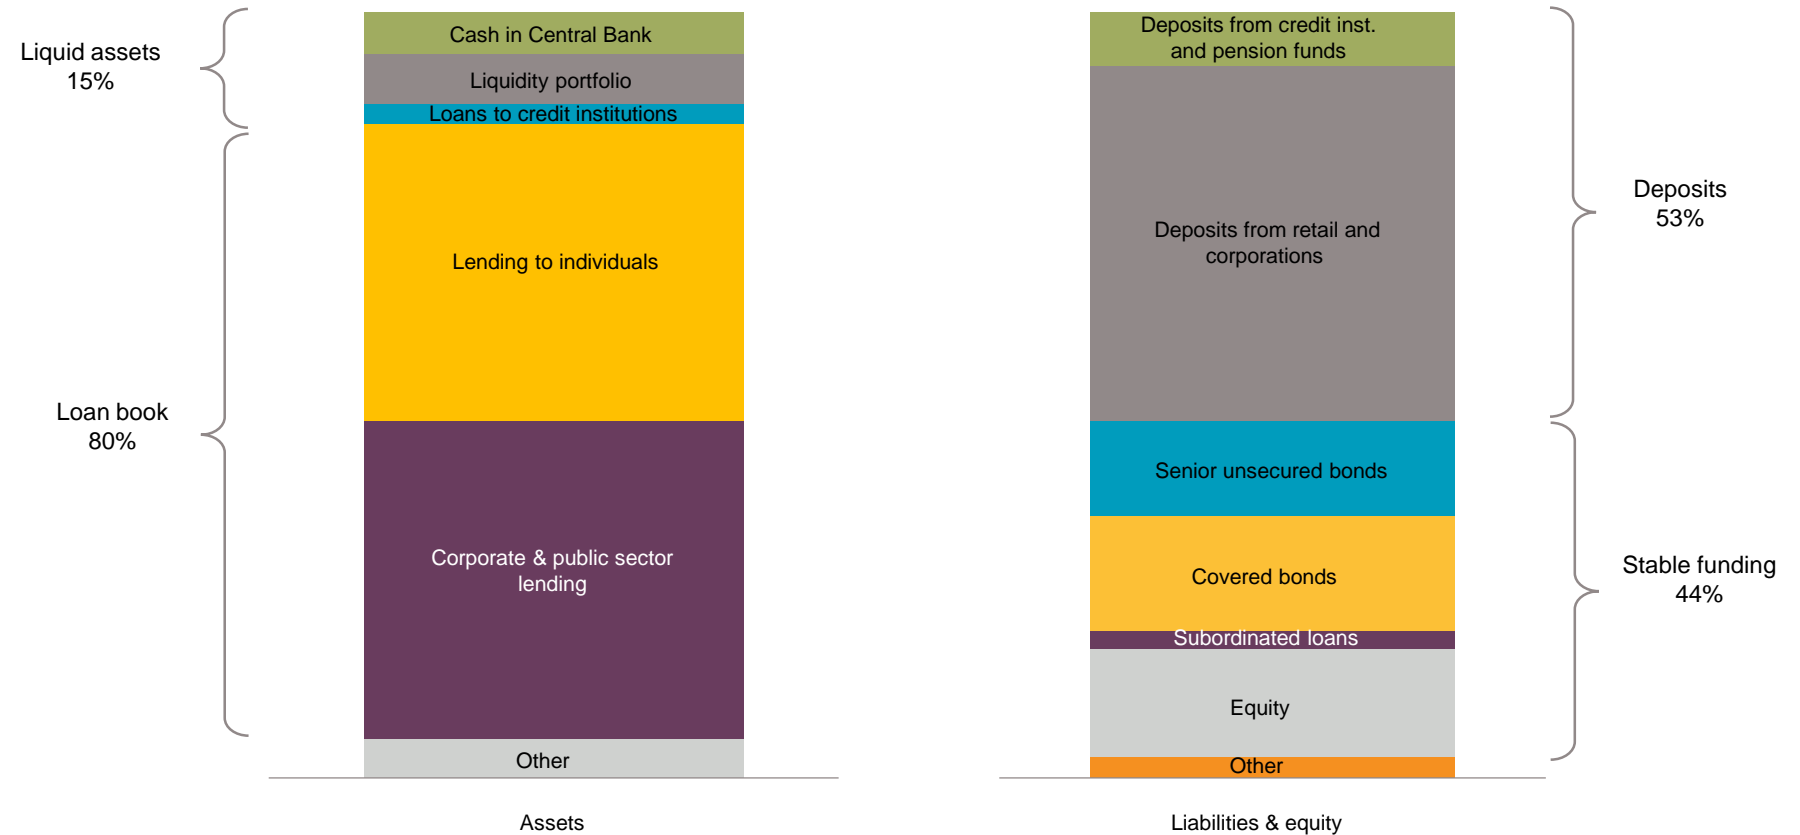 Liquid assets
15%
Loan book
80%
Cash in Central Bank
Liquidity portfolio
Loans to credit institutions
Lending to individuals
Corporate & public sector
lending
Other
Assets
Deposits from credit inst.
and pension funds
Deposits from retail and
corporations
Senior unsecured bonds
Covered bonds
Subordinated loans
Equity
Other
Liabilities & equity
Deposits
53%
Stable funding
44%